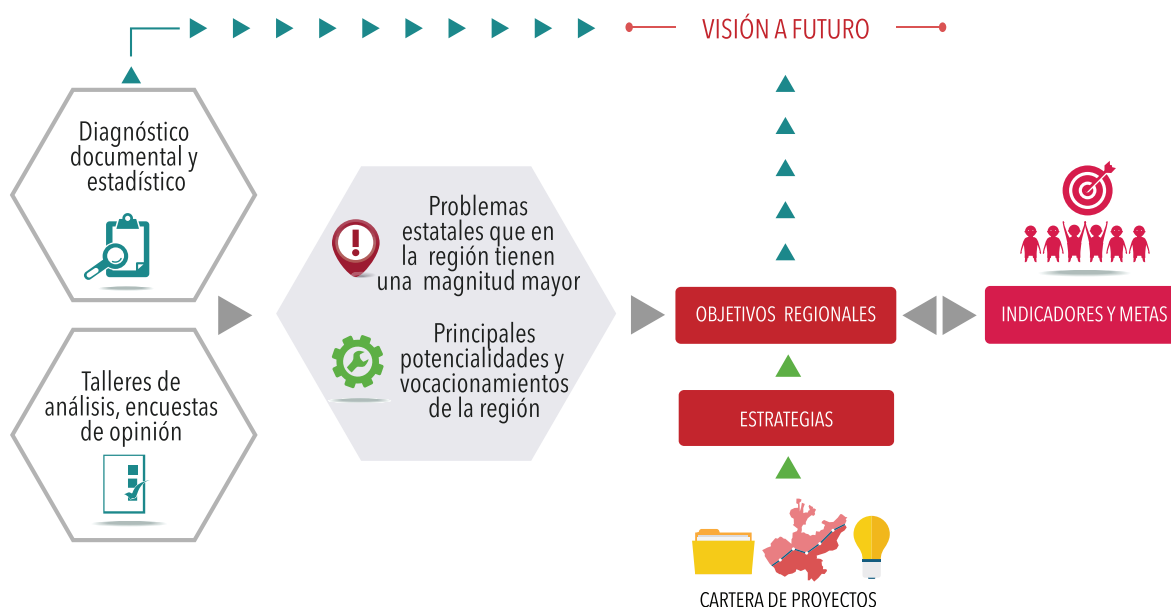 VISIÓN A FUTURO
Diagnóstico
documental y
estadístico
Talleres de
análisis, encuestas
de opinión
Problemas
estatales que en
la región tienen
una magnitud mayor
Principales
potencialidades y
vocacionamientos
de la región
OBJETIVOS REGIONALES
INDICADORES Y METAS
ESTRATEGIAS
CARTERA DE PROYECTOS